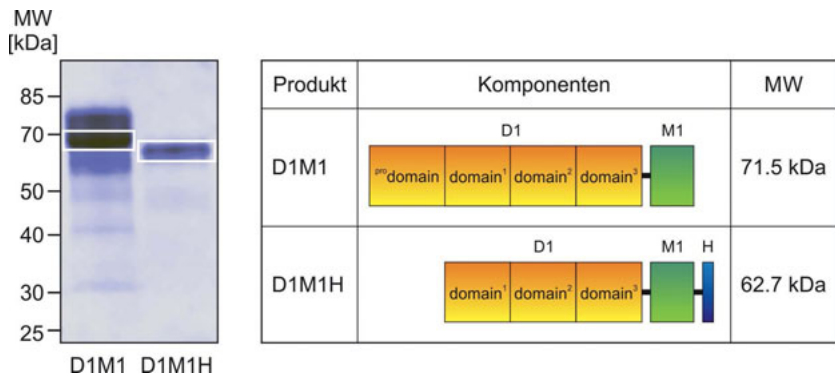 MW
[kDa]
85
70
50
40
30
25
D1M1 D1M1H
Produkt Komponenten MW
D1 M1
D1M1 prodomain domain1 domain2 domain3 71.5 kDa
D1 M1 H
D1M1H domain1 domain2 domain3 62.7 kDa